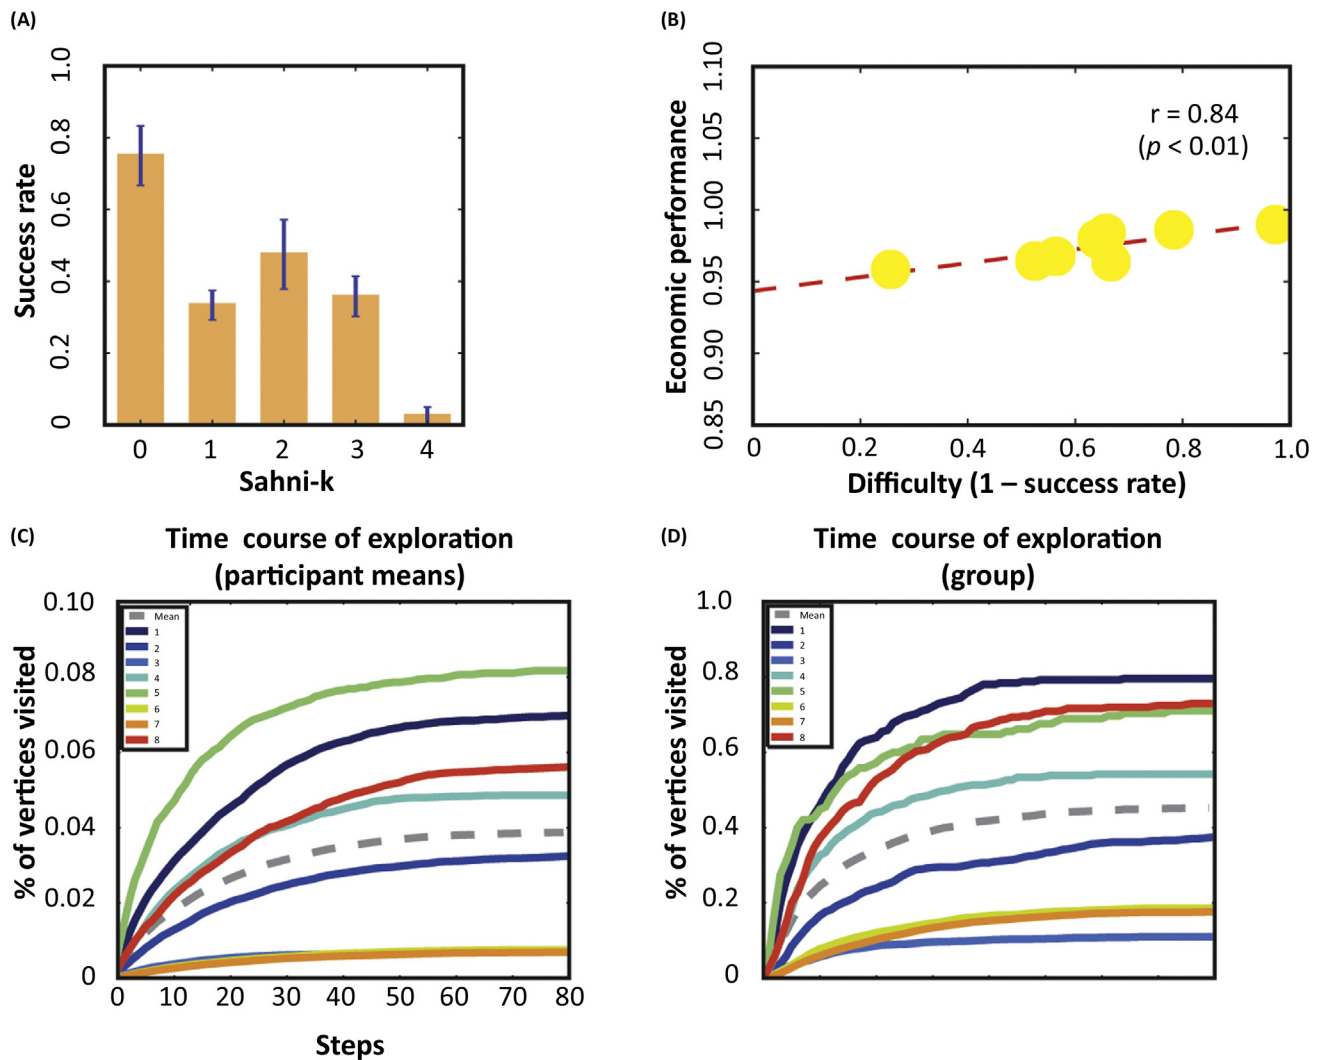 (A)
1.0
0.8
0.6
0.4
0.2
0
Success rate
0 1 2 3 4
Sahni-k
(B)
1.10
1.05
1.00
0.95
0.90
0.85
Economic performance
r = 0.84
(p < 0.01)
0 0.2 0.4 0.6 0.8 1.0
Difficulty (1 – success rate)
(C)
Time course of exploration
(participant means)
0.10
0.08
0.06
0.04
0.02
0
% of vertices visited
Mean
1
2
3
4
5
6
7
8
0 10 20 30 40 50 60 70 80
Steps
(D)
Time course of exploration
(group)
1.0
0.8
0.6
0.4
0.2
0
% of vertices visited
Mean
1
2
3
4
5
6
7
8